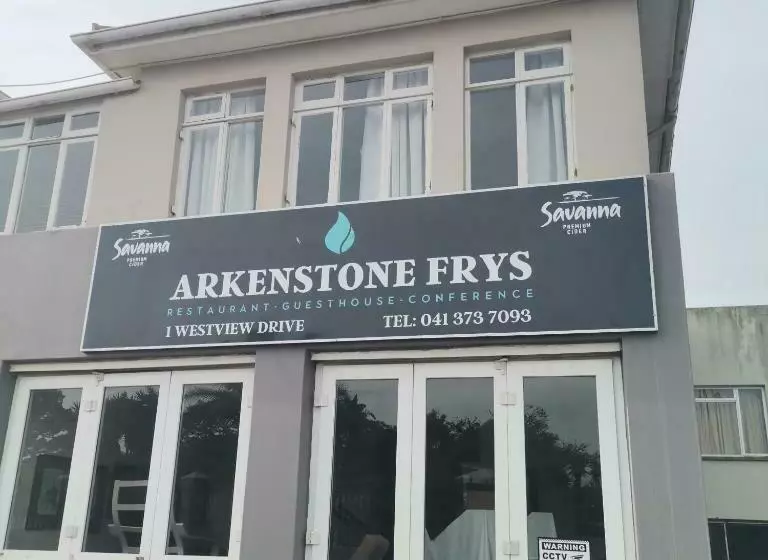 Savanna
PREMIUM
CIDER
Savanna
PREMIUM
CIDER
ARKENSTONE FRYS
RESTAURANT - GUESTHOUSE - CONFERENCE
1 WESTVIEW DRIVE
TEL: 041 373 7093
WARNING
CCTV